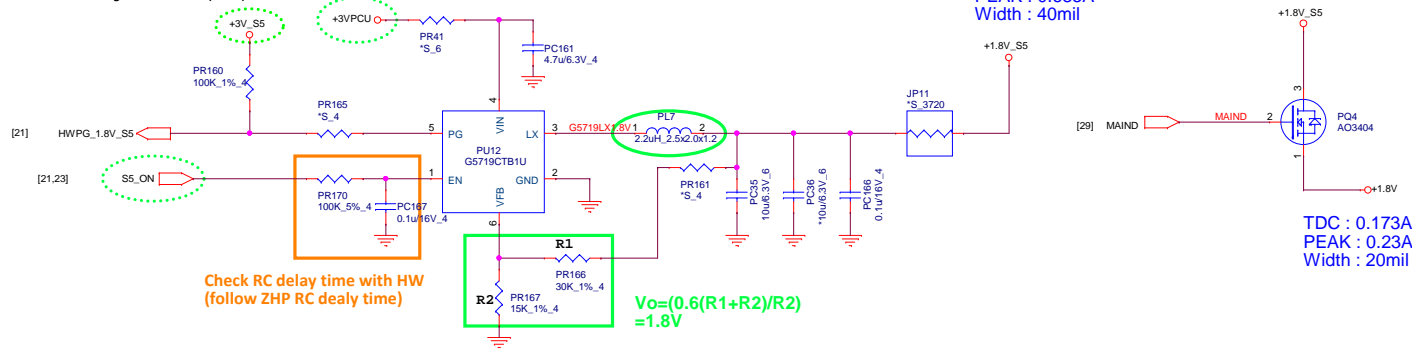 Width : 40mil
+3V_S5
+3VPCU
PR41
*S_6
PC161
4.7u/6.3V_4
+1.8V_S5
+1.8V_S5
PR160
100K_1%_4
JP11
*S_3720
[21]
HWPG_1.8V_S5
PR165
*S_4
5
PG
4
VIN
LX
3
G5719LX1.8V
1
PL7
2
2.2uH_2.5x2.0x1.2
PU12
G5719CTB1U
[29]
MAIND
MAIND
2
3
1
PQ4
AO3404
+1.8V
[21,23]
S5_ON
PR170
100K_5%_4
PC167
0.1u/16V_4
1
EN
GND
2
VFB
6
PR161
*S_4
PC35
10u/6.3V_6
PC36
*10u/6.3V_6
PC166
0.1u/16V_4
TDC : 0.173A
PEAK : 0.23A
Width : 20mil
R1
PR166
30K_1%_4
R2
PR167
15K_1%_4
Check RC delay time with HW
(follow ZHP RC dealy time)
Vo=(0.6(R1+R2)/R2)
=1.8V